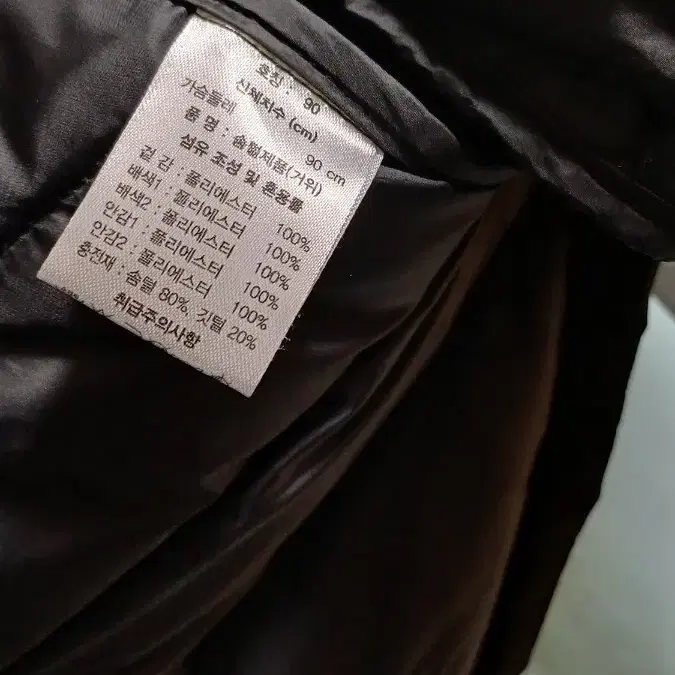 호칭 : 90
신체치수 (cm)
가슴둘레 90 cm
품 명 : 솜털제품(거위)
섬유 조성 및 혼용률
겉 감 : 폴리에스터 100%
배색1 : 폴리에스터 100%
배색2 : 폴리에스터 100%
안감1 : 폴리에스터 100%
안감2 : 폴리에스터 100%
충전재 : 솜털 80%, 깃털 20%
취급주의사항